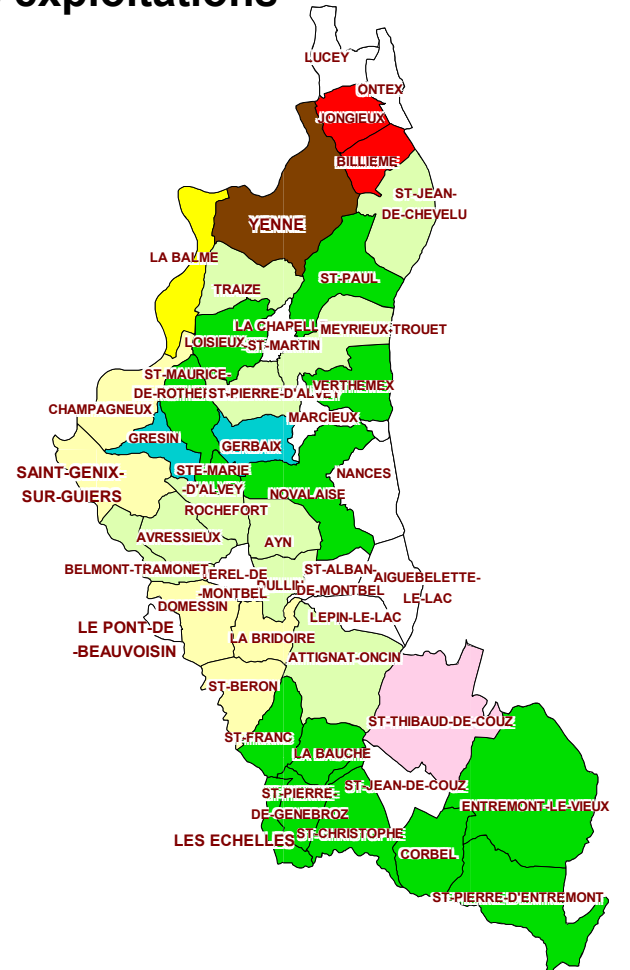 exploitations
LUCEY
ONTEX
JONGIEUX
BILLIEME
ST-JEAN-
DE-CHEVELU
YENNE
LA BALME
ST-PAUL
TRAIZE
LA CHAPELL
-ST-MARTIN
MEYRIEUX-TROUET
LOISIEUX
ST-MAURICE-
DE-ROTHER
ST-PIERRE-D'ALVEY
VERTHEMEX
CHAMPAGNEUX
MARCIEUX
GRESIN
GERBAIX
SAINT-GENIX-
SUR-GUIERS
STE-MARIE
-D'ALVEY
NANCES
NOVALAISE
ROCHEFORT
AVRESSIEUX
AYN
BELMONT-TRAMONET
EREL-DE
-MONTBEL
DULLIN
ST-ALBAN-
DE-MONTBEL
AIGUEBELETTE-
LE-LAC
DOMESSIN
LEPIN-LE-LAC
LE PONT-DE
-BEAUVOISIN
LA BRIDOIRE
ATTIGNAT-ONCIN
ST-BERON
ST-THIBAUD-DE-COUZ
ST-FRANC
LA BAUCHE
ST-JEAN-DE-COUZ
ST-PIERRE-
DE-GENEBROZ
ENTREMONT-LE-VIEUX
LES ECHELLES
ST-CHRISTOPHE
CORBEL
ST-PIERRE-D'ENTREMONT